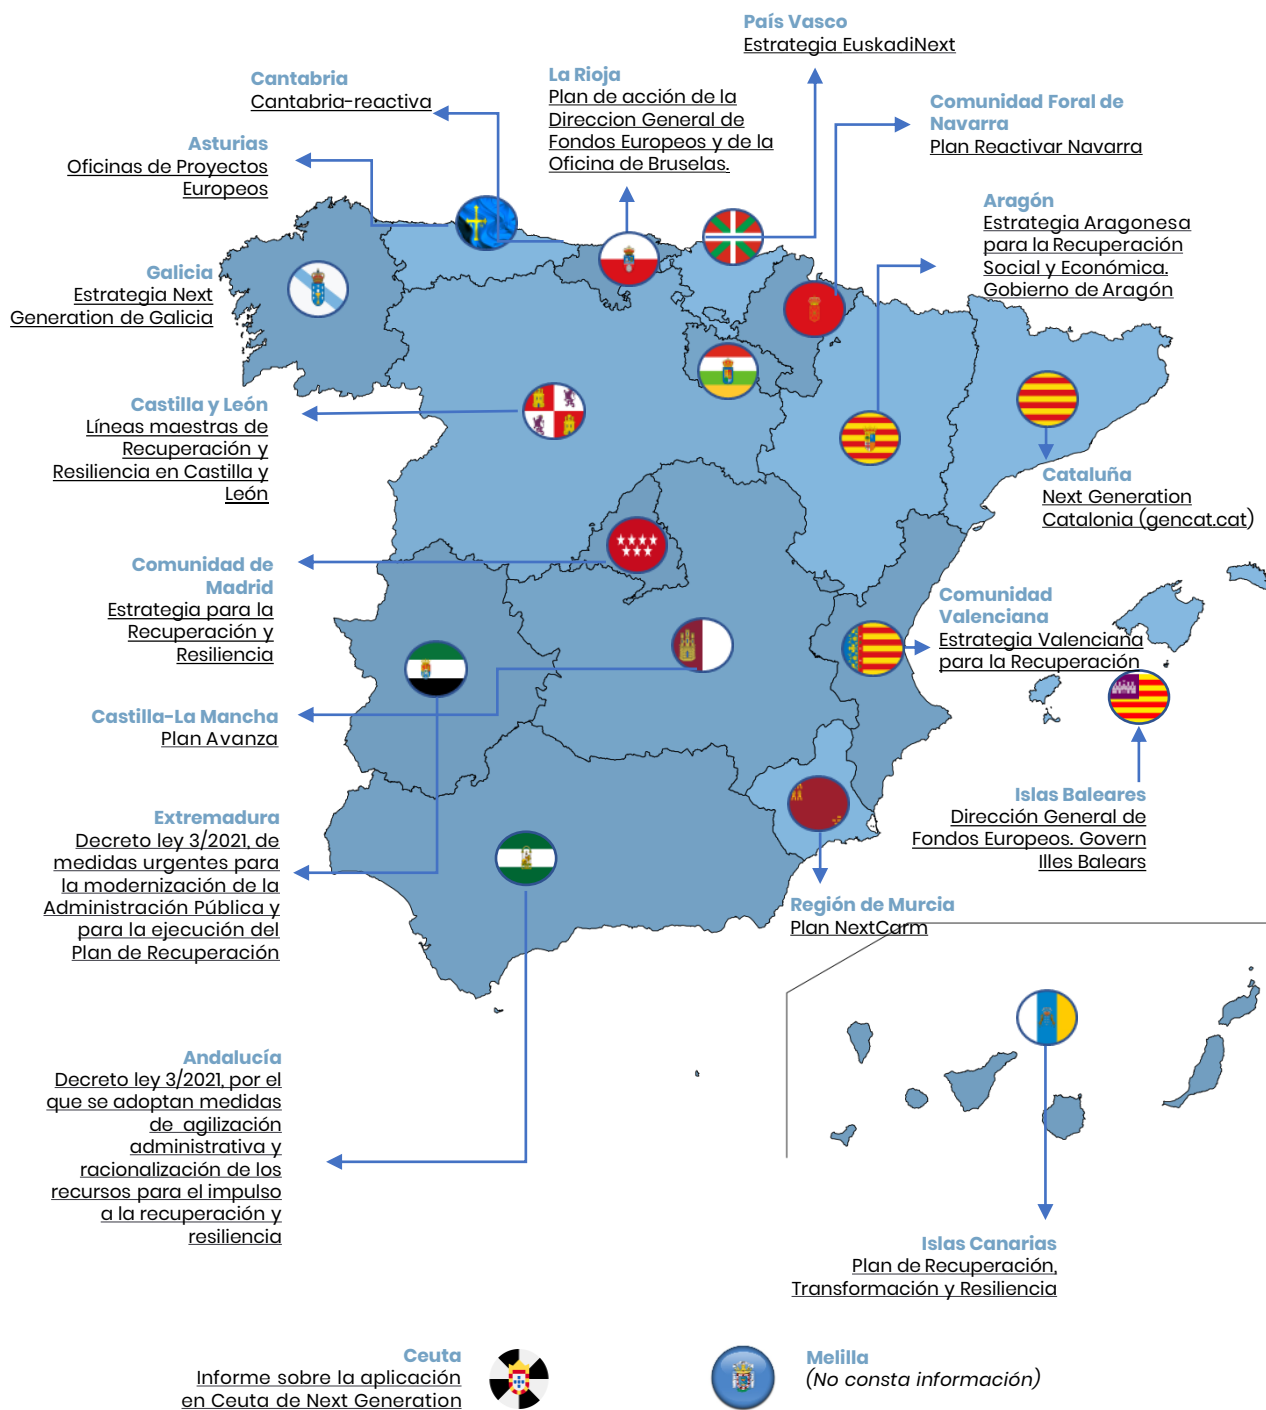 País Vasco
Estrategia EuskadiNext
Cantabria
Cantabria-reactiva
La Rioja
Plan de acción de la
Direccion General de
Fondos Europeos y de la
Oficina de Bruselas.
Comunidad Foral de
Navarra
Plan Reactivar Navarra
Asturias
Oficinas de Proyectos
Europeos
Aragón
Estrategia Aragonesa
para la Recuperación
Social y Económica.
Gobierno de Aragón
Galicia
Estrategia Next
Generation de Galicia
Castilla y León
Líneas maestras de
Recuperación y
Resiliencia en Castilla y
León
Cataluña
Next Generation
Catalonia (gencat.cat)
Comunidad de
Madrid
Estrategia para la
Recuperación y
Resiliencia
Comunidad
Valenciana
Estrategia Valenciana
para la Recuperación
Castilla-La Mancha
Plan Avanza
Islas Baleares
Dirección General de
Fondos Europeos. Govern
Illes Balears
Extremadura
Decreto ley 3/2021, de
medidas urgentes para
la modernización de la
Administración Pública y
para la ejecución del
Plan de Recuperación
Región de Murcia
Plan NextCarm
Andalucía
Decreto ley 3/2021, por el
que se adoptan medidas
de agilización
administrativa y
racionalización de los
recursos para el impulso
a la recuperación y
resiliencia
Islas Canarias
Plan de Recuperación,
Transformación y Resiliencia
Ceuta
Informe sobre la aplicación
en Ceuta de Next Generation
Melilla
(No consta información)